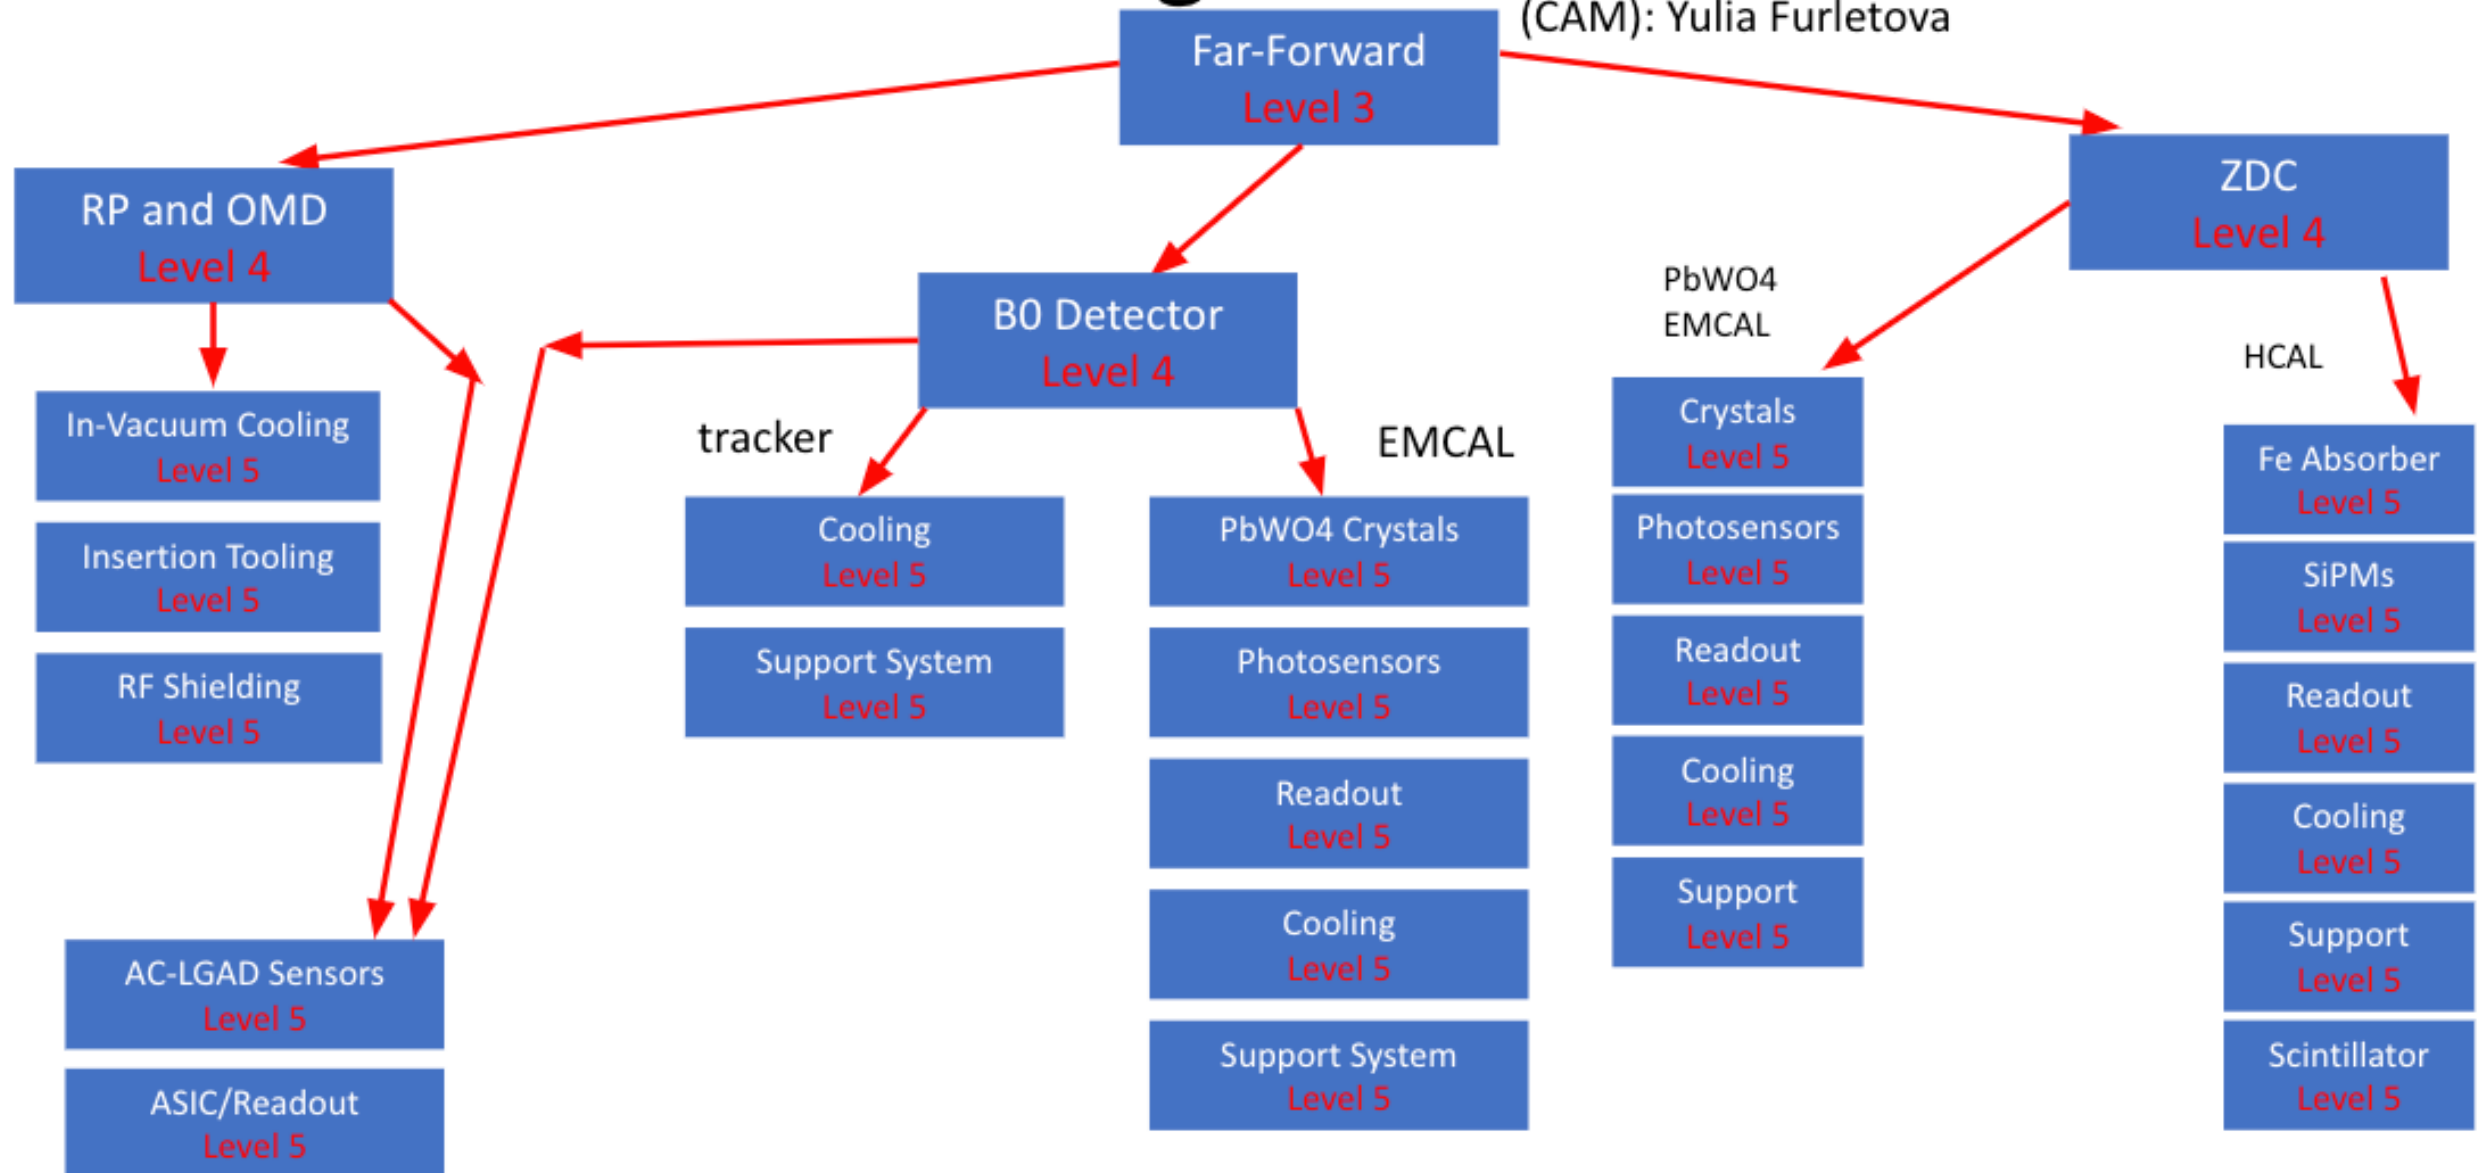 (CAM): Yulia Furletova
Far-Forward
Level 3
RP and OMD
Level 4
B0 Detector
Level 4
ZDC
Level 4
In-Vacuum Cooling
Level 5
Insertion Tooling
Level 5
RF Shielding
Level 5
AC-LGAD Sensors
Level 5
ASIC/Readout
Level 5
tracker
Cooling
Level 5
Support System
Level 5
EMCAL
PbWO4 Crystals
Level 5
Photosensors
Level 5
Readout
Level 5
Cooling
Level 5
Support System
Level 5
PbWO4
EMCAL
Crystals
Level 5
Photosensors
Level 5
Readout
Level 5
Cooling
Level 5
Support
Level 5
HCAL
Fe Absorber
Level 5
SiPMs
Level 5
Readout
Level 5
Cooling
Level 5
Support
Level 5
Scintillator
Level 5